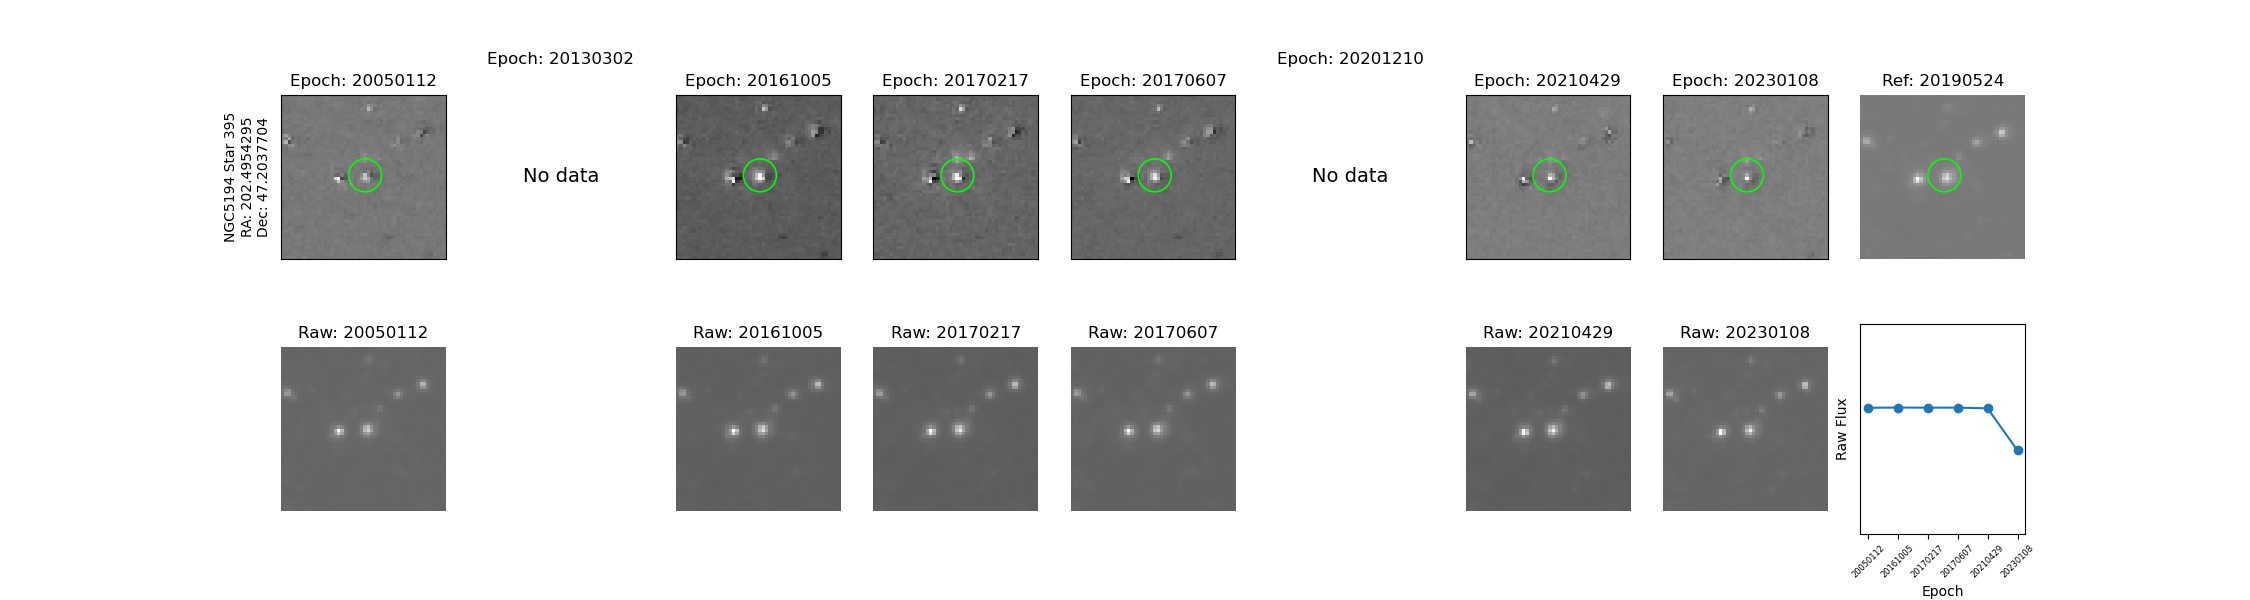 Epoch: 20130302
Epoch: 20201210
Epoch: 20050112
Epoch: 20161005
Epoch: 20170217
Epoch: 20170607
Epoch: 20210429
Epoch: 20230108
Ref: 20190524
NGC5194 Star 395
RA: 202.4954295
Dec: 47.2037704
No data
No data
Raw: 20050112
Raw: 20161005
Raw: 20170217
Raw: 20170607
Raw: 20210429
Raw: 20230108
Raw Flux
20050112
20161005
20170217
20170607
20210429
20230108
Epoch